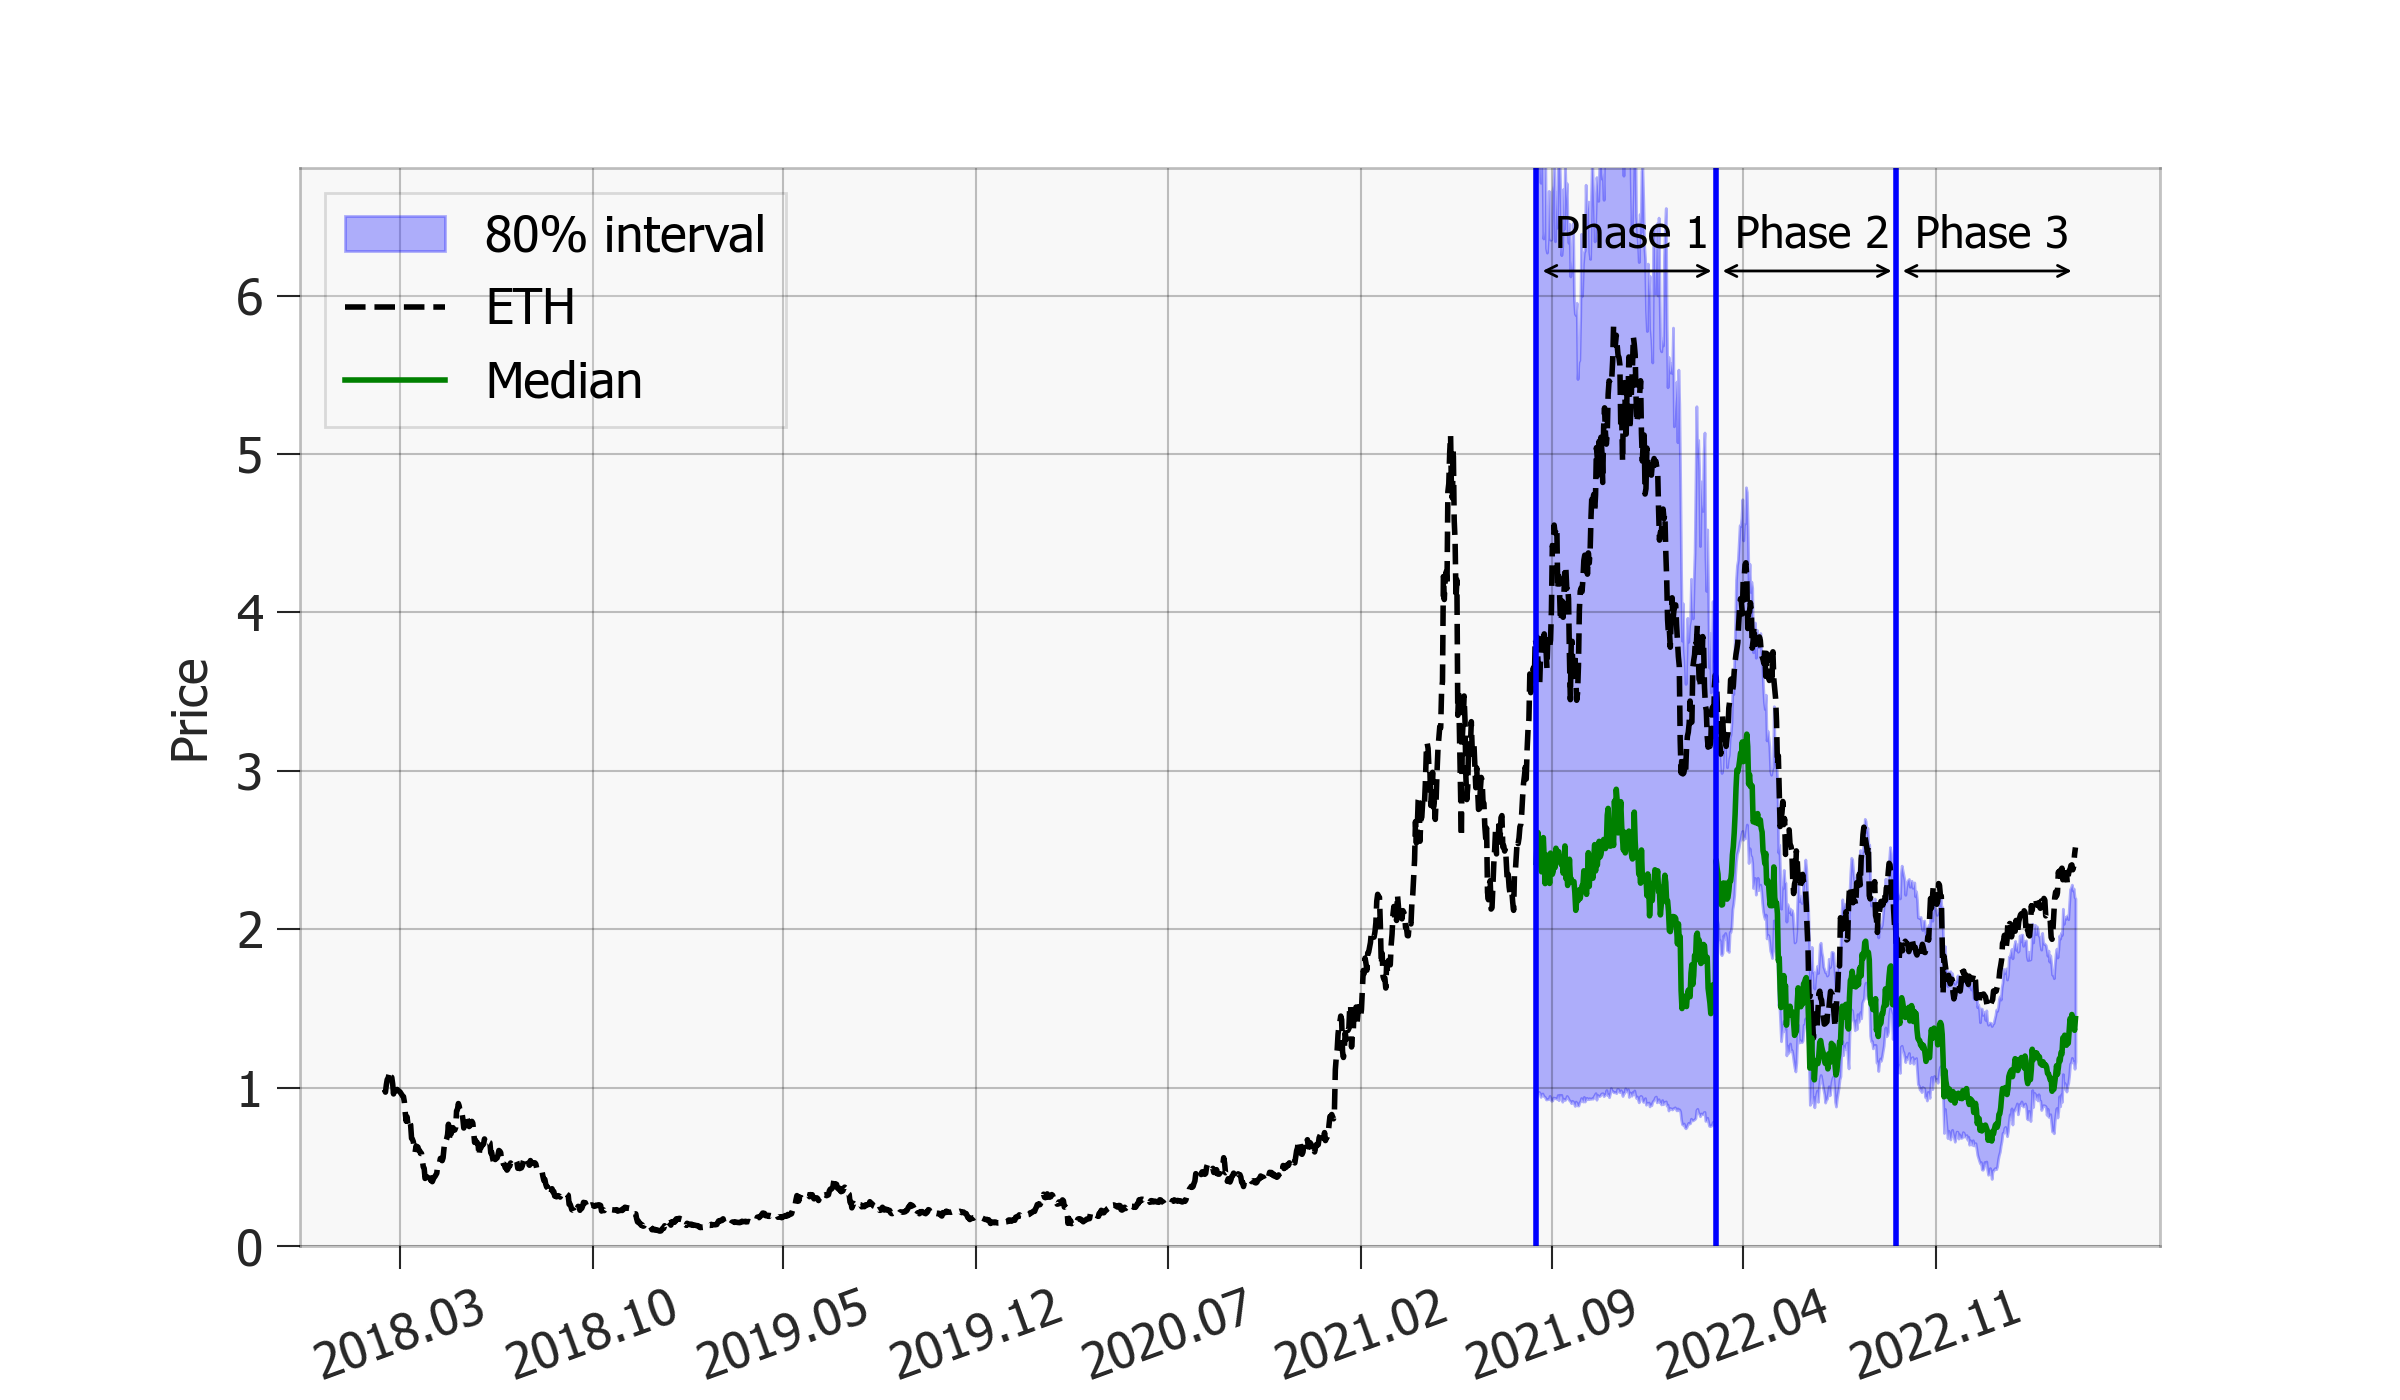 80% interval
ETH
Median
Phase 1
Phase 2
Phase 3
6
5
4
3
2
1
0
Price
2018.03
2018.10
2019.05
2019.12
2020.07
2021.02
2021.09
2022.04
2022.11